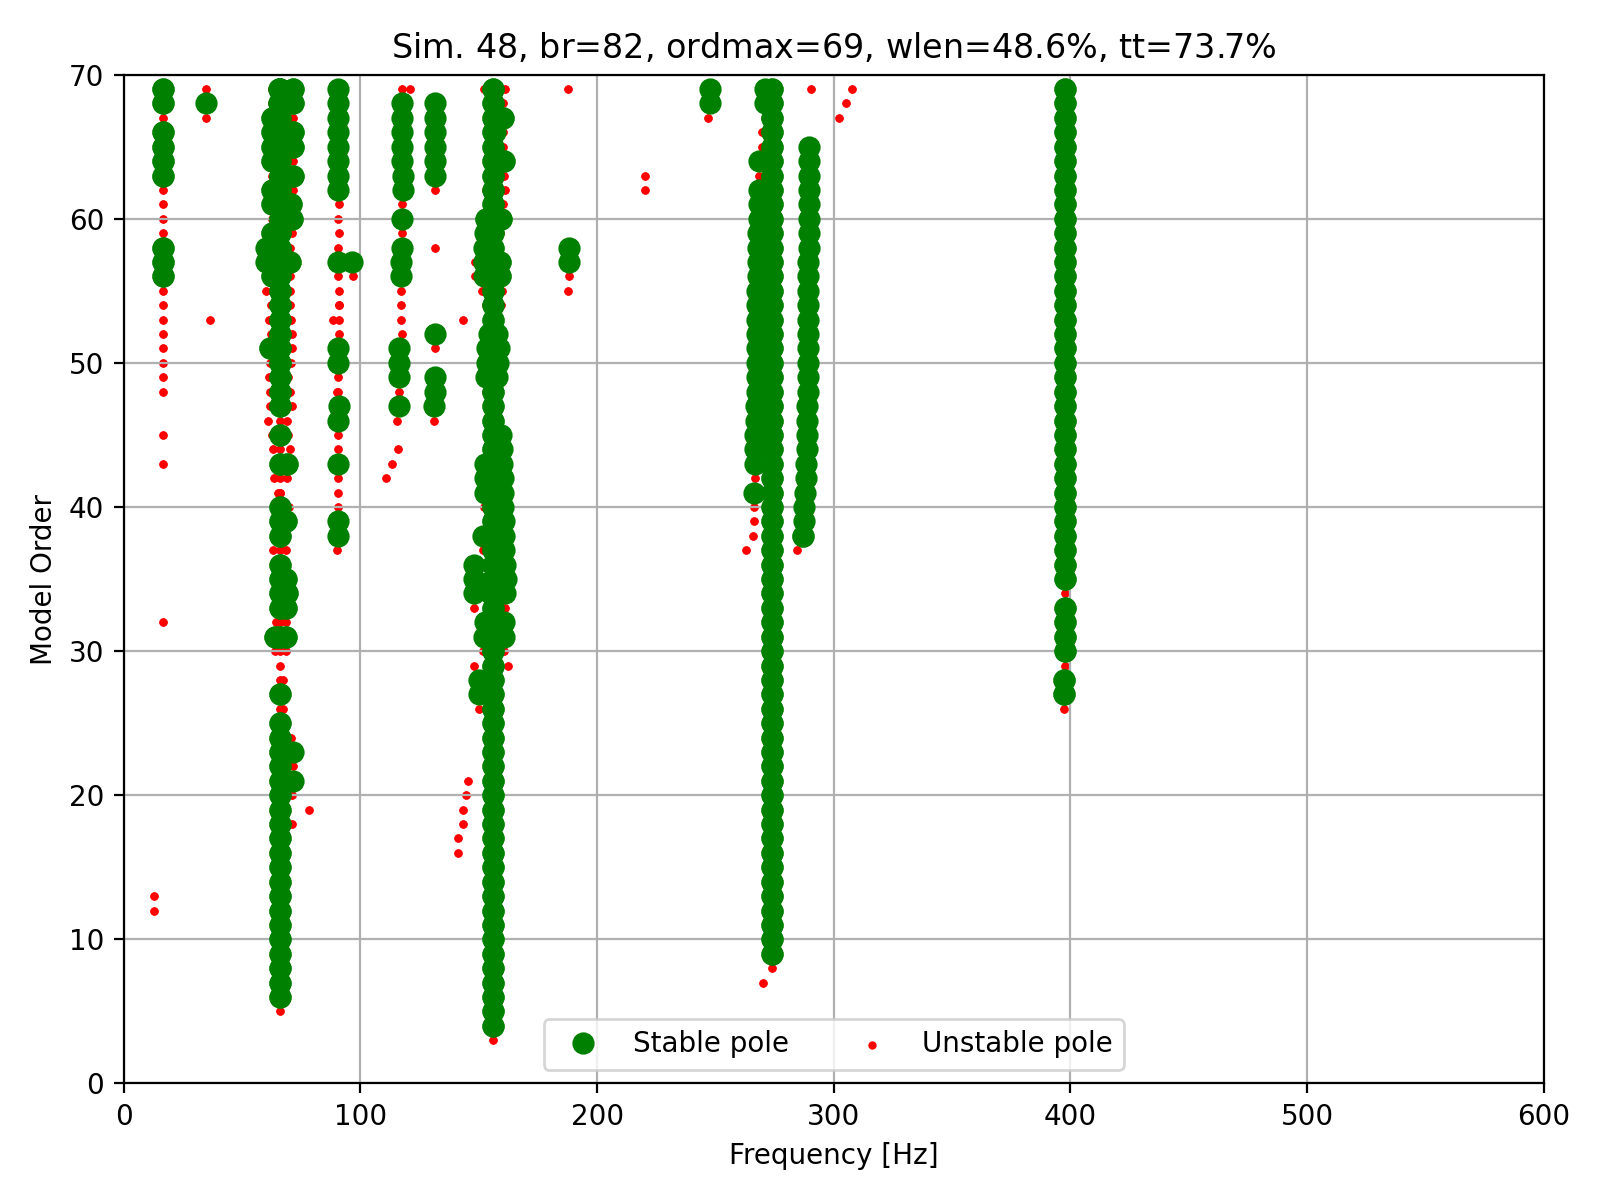 Sim. 48, br=82, ordmax=69, wlen=48.6%, tt=73.7%
70
60
50
40
30
20
10
0
Model Order
Stable pole
Unstable pole
0 100 200 300 400 500 600
Frequency [Hz]